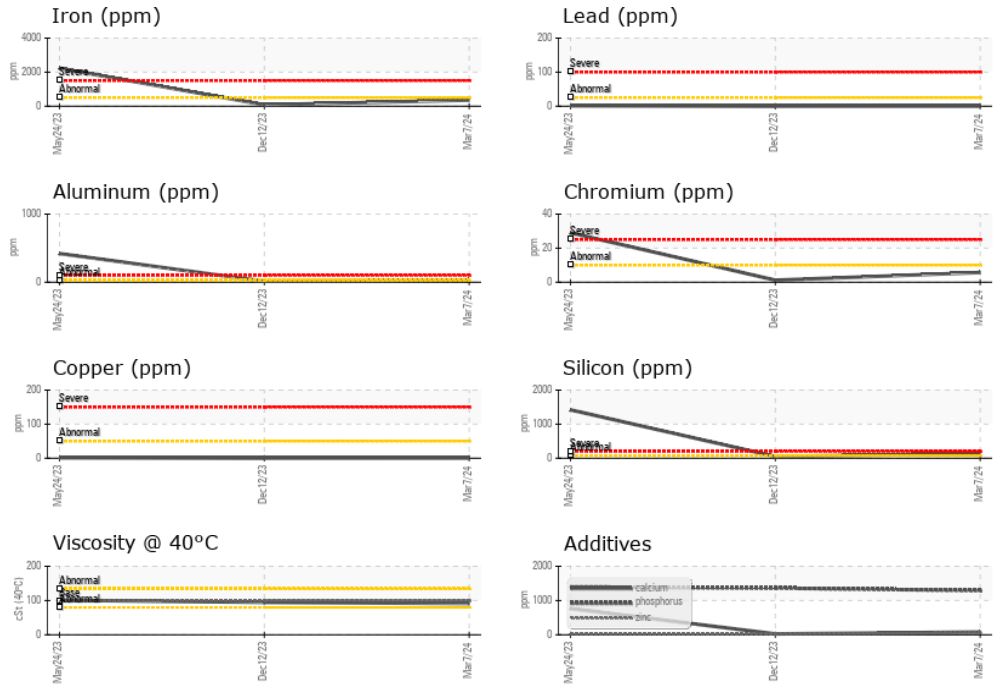 Iron (ppm)
4000
2000
0
ppm
Severe
Abnormal
May24/23
Dec12/23
Mar7/24
Lead (ppm)
200
100
0
ppm
Severe
Abnormal
May24/23
Dec12/23
Mar7/24
Aluminum (ppm)
1000
0
ppm
Severe
Abnormal
May24/23
Dec12/23
Mar7/24
Chromium (ppm)
40
20
0
ppm
Severe
Abnormal
May24/23
Dec12/23
Mar7/24
Copper (ppm)
200
100
0
ppm
Severe
Abnormal
May24/23
Dec12/23
Mar7/24
Silicon (ppm)
2000
1000
0
ppm
Severe
Abnormal
May24/23
Dec12/23
Mar7/24
Viscosity @ 40°C
200
100
0
cSt (40°C)
Abnormal
Base
Abnormal
May24/23
Dec12/23
Mar7/24
Additives
2000
1000
0
ppm
calcium
phosphorus
zinc
May24/23
Dec12/23
Mar7/24